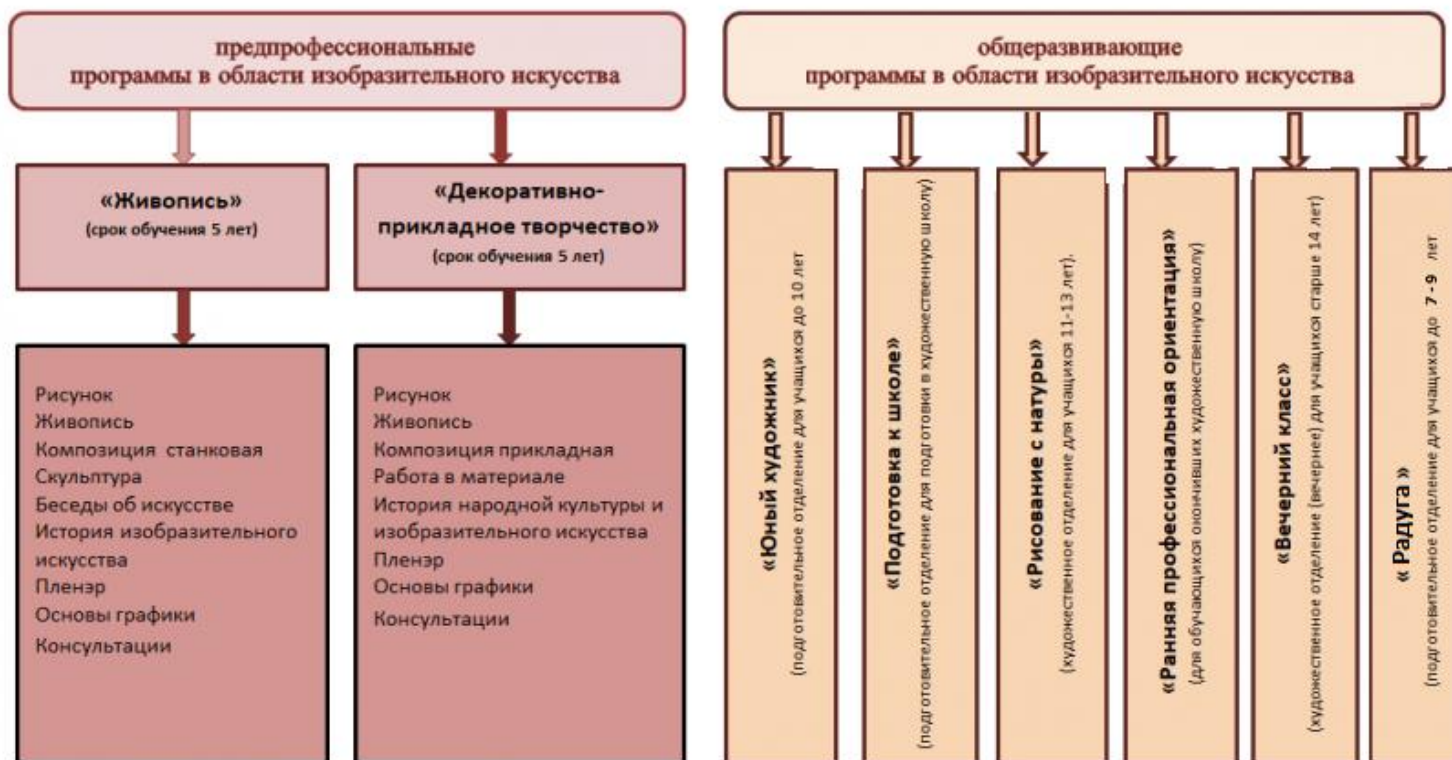 предпрофессиональные
программы в области изобразительного искусства
«Живопись»
(срок обучения 5 лет)
«Декоративно-
прикладное творчество»
(срок обучения 5 лет)
Рисунок
Живопись
Композиция станковая
Скульптура
Беседы об искусстве
История изобразительного
искусства
Пленэр
Основы графики
Консультации
Рисунок
Живопись
Композиция прикладная
Работа в материале
История народной культуры и
изобразительного искусства
Пленэр
Основы графики
Консультации
общеразвивающие
программы в области изобразительного искусства
«Юный художник»
(подготовительное отделение для учащихся до 10 лет
«Подготовка к школе»
(подготовительное отделение для подготовки в художественную школу)
«Рисование с натуры»
(художественное отделение для учащихся 11-13 лет).
«Ранняя профессиональная ориентация»
(для обучающихся окончивших художественную школу)
«Вечерний класс»
(художественное отделение (вечернее) для учащихся старше 14 лет)
« Радуга »
(подготовительное отделение для учащихся до 7 - 9 лет